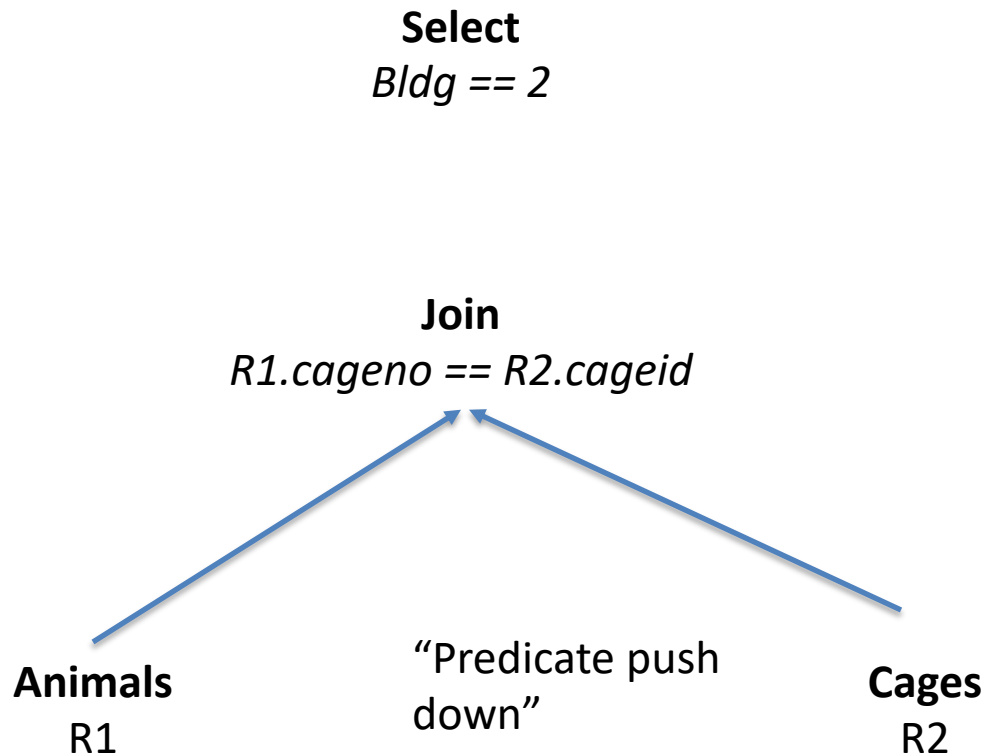 Select
Bldg == 2
Join
R1.cageno == R2.cageid
Animals
R1
“Predicate push
down”
Cages
R2